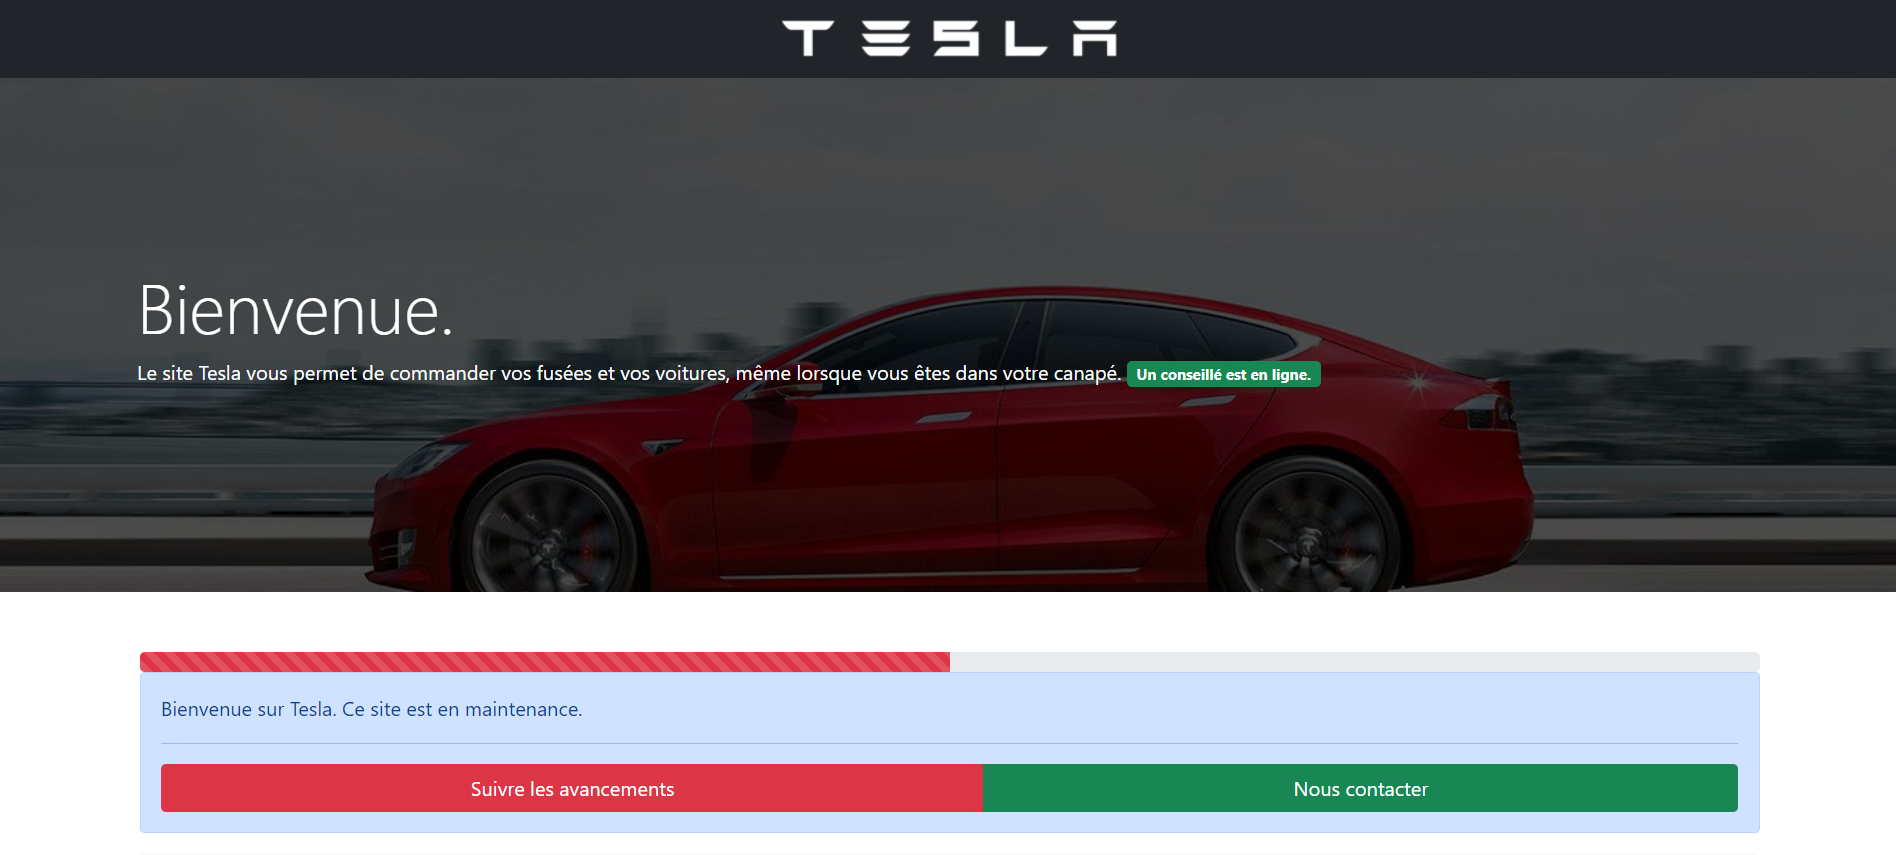 TESLA
Bienvenue.
Le site Tesla vous permet de commander vos fusées et vos voitures, même lorsque vous êtes dans votre canapé. Un conseillé est en ligne.
Bienvenue sur Tesla. Ce site est en maintenance.
Suivre les avancements Nous contacter